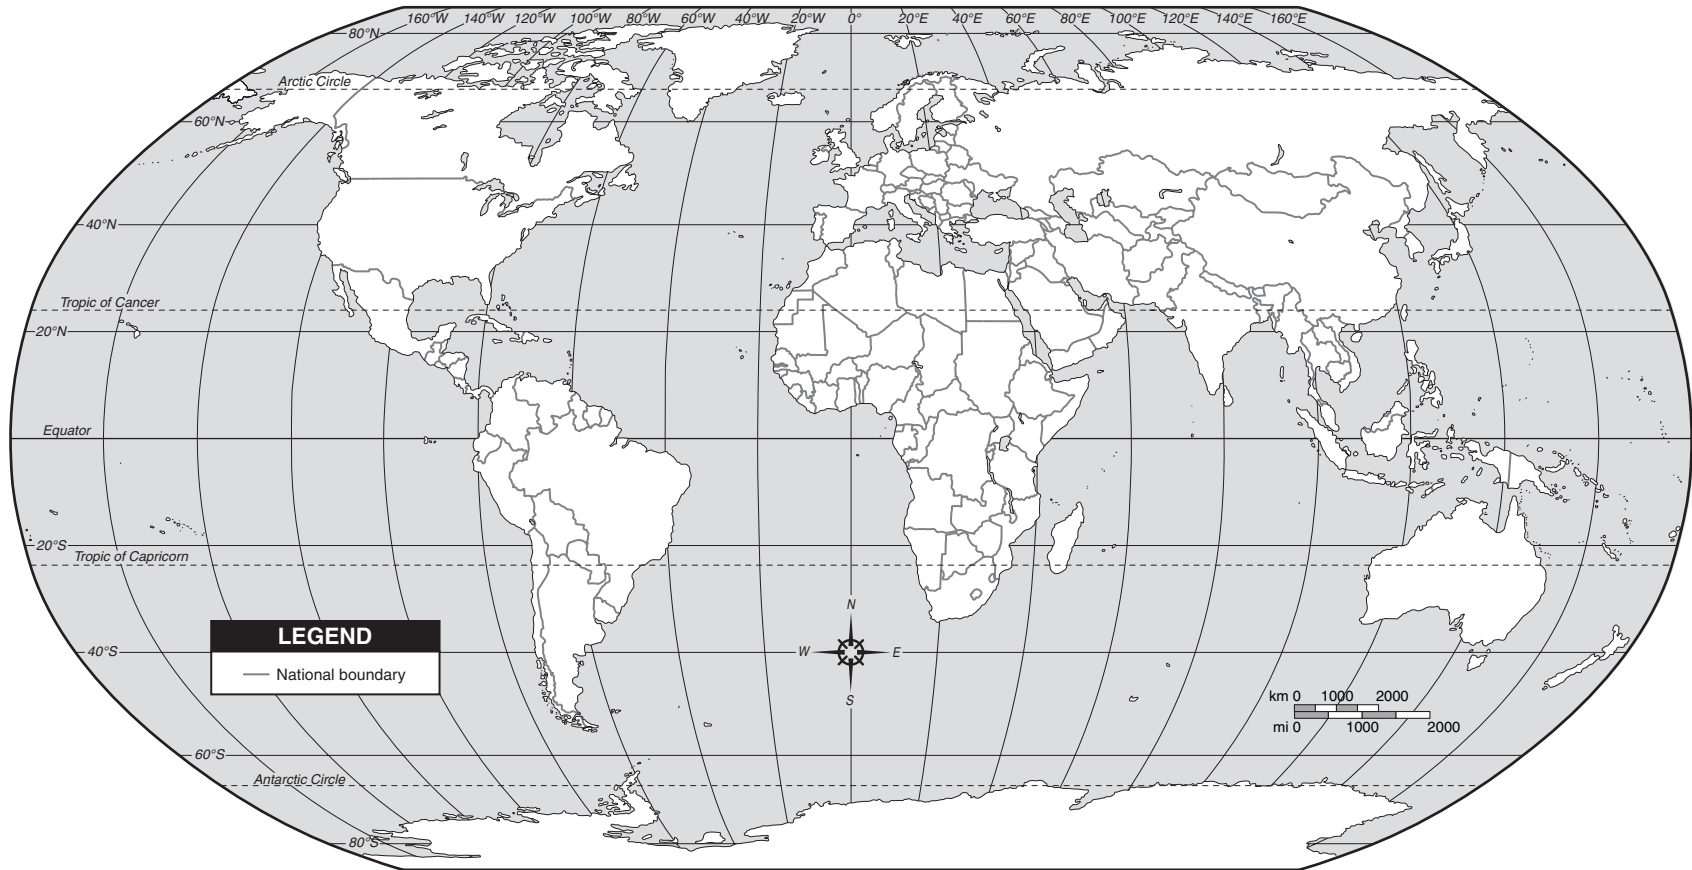 160°W 140°W 120°W 100°W 80°W 60°W 40°W 20°W 0° 20°E 40°E 60°E 80°E 100°E 120°E 140°E 160°E
80°N
Arctic Circle
60°N
40°N
Tropic of Cancer
20°N
Equator
20°S
Tropic of Capricorn
N
LEGEND
40°S
W E
National boundary
S
km 0 1000 2000
mi 0 1000 2000
60°S
Antarctic Circle
80°S